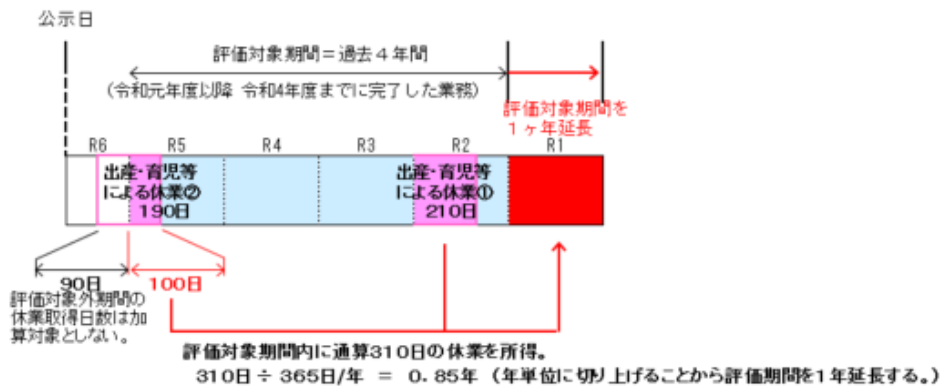 公示日
評価対象期間=過去4年間
(令和元年度以降 令和4年度までに完了した業務)
評価対象期間を
1ヶ年延長
R6 R5 R4 R3 R2 R1
出産・育児等
による休業②
190日
出産・育児等
による休業①
210日
90日
100日
評価対象外期間の
休業取得日数は加
算対象としない。
評価対象期間内に通算310日の休業を所得。
310日÷365日/年 = 0.85年(年単位に切り上げることから評価期間を1年延長する。)